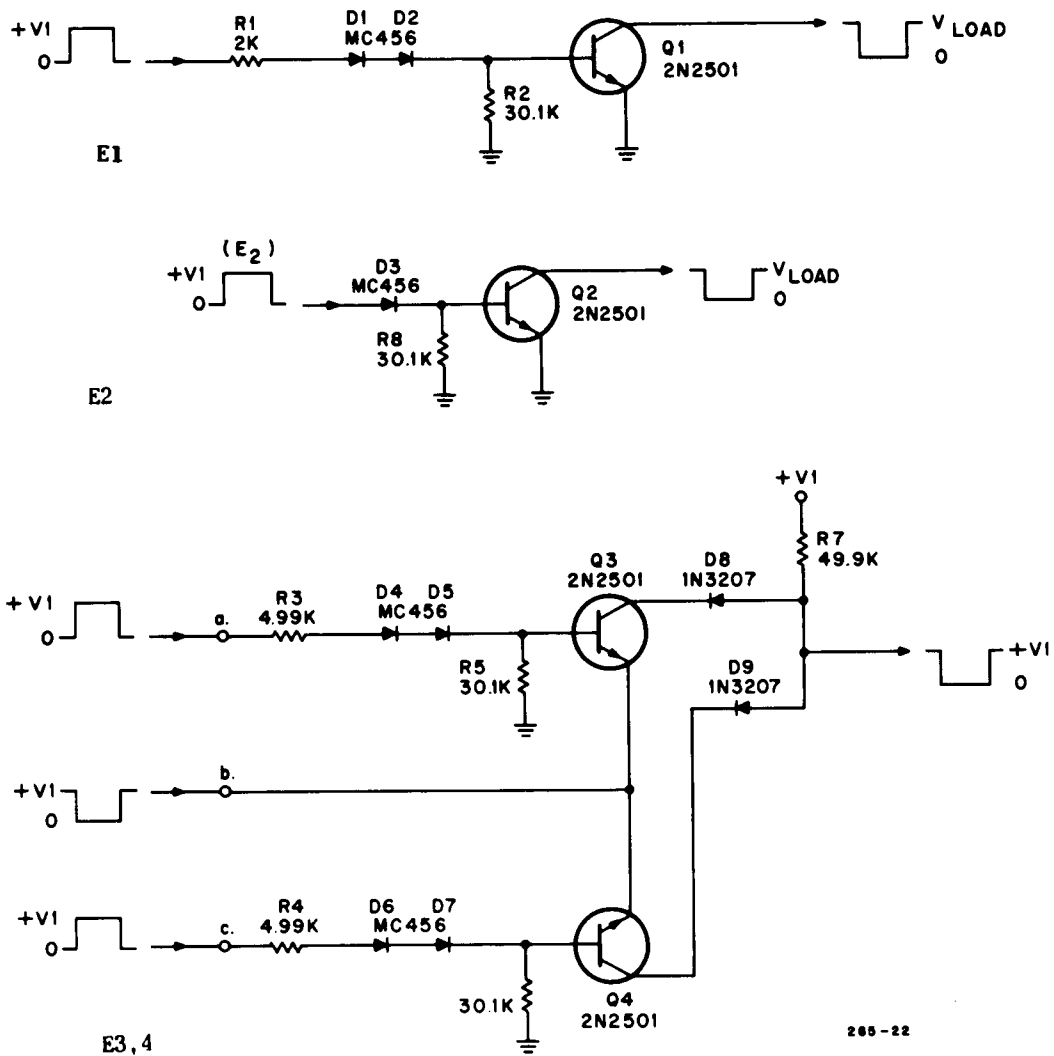 +V1
0
R1
2K
D1 D2
MC456
R2
30.1K
Q1
2N2501
V LOAD
0
E1
(E2)
+V1
0
D3
MC456
R8
30.1K
Q2
2N2501
VLOAD
0
E2
+V1
R7
49.9K
+V1
0
a.
R3
4.99K
D4 D5
MC456
R5
30.1K
Q3
2N2501
D8
1N3207
D9
1N3207
+V1
0
+V1
0
b.
+V1
0
c.
R4
4.99K
D6 D7
MC456
30.1K
Q4
2N2501
E3,4
265-22